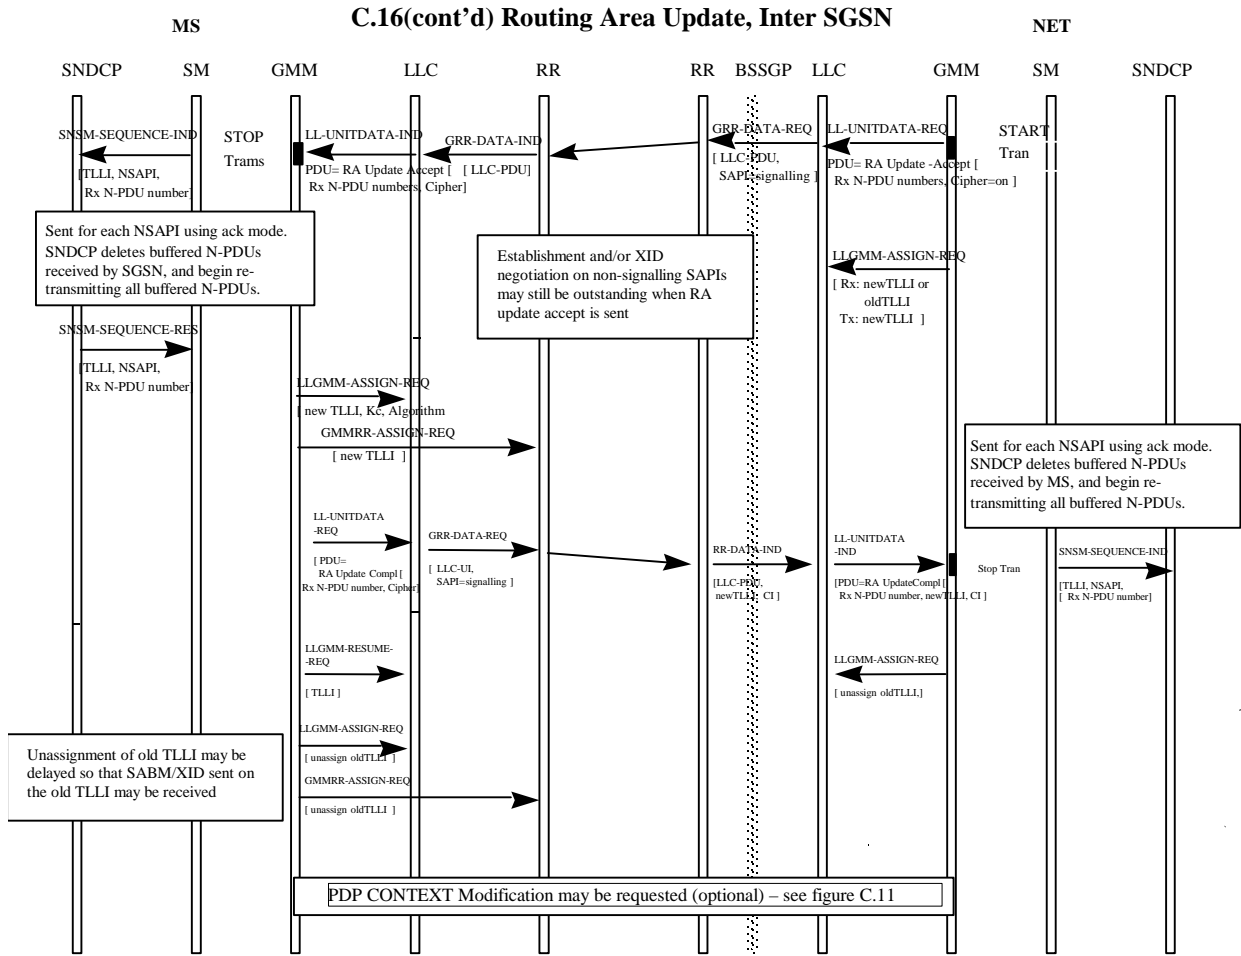 C.16(cont'd) Routing Area Update, Inter SGSN
MS
NET
SNDCP
SM
GMM
LLC
RR
RR
BSSGP
LLC
GMM
SM
SNDCP
SNSM-SEQUENCE-IND
STOP
Trams
LL-UNITDATA-IND
GRR-DATA-IND
GRR-DATA-REQ
LL-UNITDATA-REQ
START
Tran
[TLLI, NSAPI,
Rx N-PDU number]
PDU= RA Update Accept [
Rx N-PDU numbers, Cipher]
[ LLC-PDU]
[ LLC-PDU,
SAPI=signalling ]
PDU= RA Update -Accept [
Rx N-PDU numbers, Cipher=on ]
Sent for each NSAPI using ack mode.
SNDCP deletes buffered N-PDUs
received by SGSN, and begin re-
transmitting all buffered N-PDUs.
Establishment and/or XID
negotiation on non-signalling SAPIs
may still be outstanding when RA
update accept is sent
LLGMM-ASSIGN-REQ
[ Rx: newTLLI or
oldTLLI
Tx: newTLLI ]
SNSM-SEQUENCE-RES
[TLLI, NSAPI,
Rx N-PDU number]
LLGMM-ASSIGN-REQ
[ new TLLI, Kc, Algorithm
GMMRR-ASSIGN-REQ
[ new TLLI ]
Sent for each NSAPI using ack mode.
SNDCP deletes buffered N-PDUs
received by MS, and begin re-
transmitting all buffered N-PDUs.
LL-UNITDATA
-REQ
[ PDU=
RA Update Compl [
Rx N-PDU number, Cipher]
GRR-DATA-REQ
[ LLC-UI,
SAPI=signalling ]
RR-DATA-IND
[LLC-PDU,
newTLLI, CI ]
LL-UNITDATA
-IND
[PDU=RA UpdateCompl [
Rx N-PDU number, newTLLI, CI ]
Stop Tran
SNSM-SEQUENCE-IND
[TLLI, NSAPI,
[ Rx N-PDU number]
LLGMM-RESUME-
-REQ
[ TLLI ]
LLGMM-ASSIGN-REQ
[ unassign oldTLLI,]
LLGMM-ASSIGN-REQ
[ unassign oldTLLI ]
GMMRR-ASSIGN-REQ
[ unassign oldTLLI ]
Unassignment of old TLLI may be
delayed so that SABM/XID sent on
the old TLLI may be received
PDP CONTEXT Modification may be requested (optional) – see figure C.11